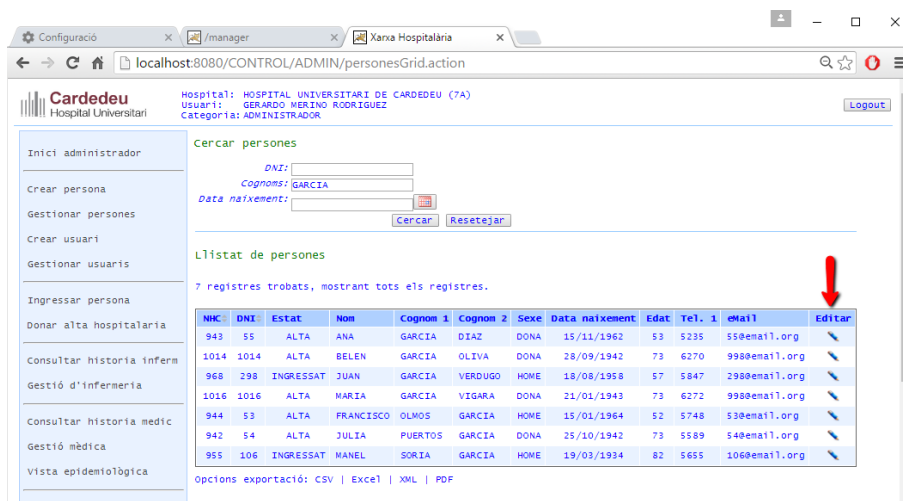 Configuració
/manager
Xarxa Hospitalària
localhost:8080/CONTROL/ADMIN/personesGrid.action
Cardedeu
Hospital Universitari
Hospital: HOSPITAL UNIVERSITARI DE CARDEDEU (7A)
Usuari: GERARDO MERINO RODRIGUEZ
Categoria: ADMINISTRADOR
Logout
Inici administrador
Crear persona
Gestionar persones
Crear usuari
Gestionar usuaris
Ingressar persona
Donar alta hospitalaria
Consultar historia inferm
Gestió d'infermeria
Consultar historia medic
Gestió mèdica
Vista epidemiològica
Cercar persones
DNI:
Cognoms: GARCIA
Data naixement:
Cercar Resetejar
Llistat de persones
7 registres trobats, mostrant tots els registres.
NHC DNI Estat Nom Cognom 1 Cognom 2 Sexe Data naixement Edat Tel. 1 eMail Editar
943 55 ALTA ANA GARCIA DIAZ DONA 15/11/1962 53 5235 55@email.org
1014 1014 ALTA BELEN GARCIA OLIVA DONA 28/09/1942 73 6270 998@email.org
968 298 INGRESSAT JUAN GARCIA VERDUGO HOME 18/08/1958 57 5847 298@email.org
1016 1016 ALTA MARIA GARCIA VIGARA DONA 21/01/1943 73 6272 998@email.org
944 53 ALTA FRANCISCO OLMOS GARCIA HOME 15/01/1964 52 5748 53@email.org
942 54 ALTA JULIA PUERTOS GARCIA DONA 25/10/1942 73 5589 54@email.org
955 106 INGRESSAT MANEL SORIA GARCIA HOME 19/03/1934 82 5655 106@email.org
Opcions exportació: CSV | Excel | XML | PDF